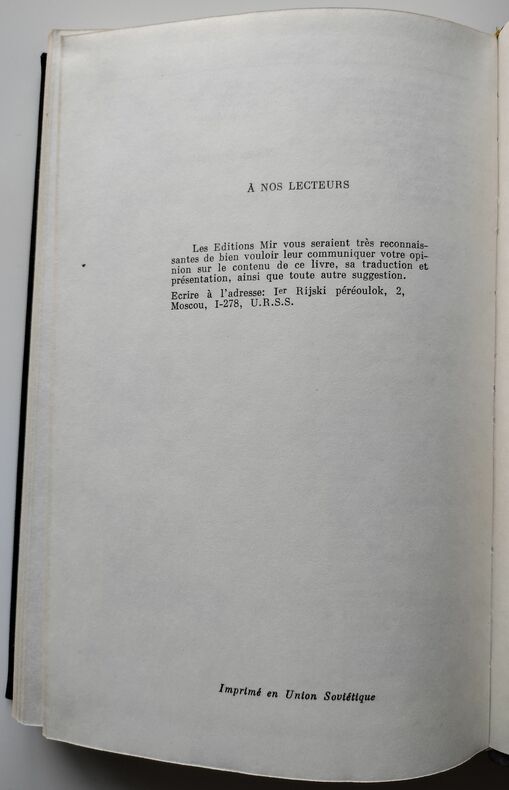 À NOS LECTEURS
Les Editions Mir vous seraient très reconnais-
santes de bien vouloir leur communiquer votre opi-
nion sur le contenu de ce livre, sa traduction et
présentation, ainsi que toute autre suggestion.
Ecrire à l'adresse: Ier Rijski péréoulok, 2,
Moscou, I-278, U.R.S.S.
Imprimé en Union Soviétique